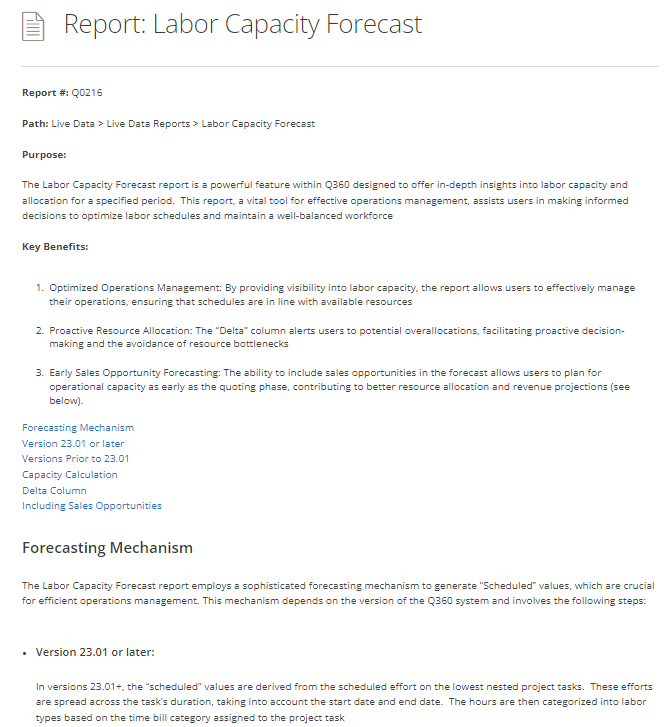 Report: Labor Capacity Forecast
Report #: Q0216
Path: Live Data > Live Data Reports > Labor Capacity Forecast
Purpose:
The Labor Capacity Forecast report is a powerful feature within Q360 designed to offer in-depth insights into labor capacity and
allocation for a specified period.  This report, a vital tool for effective operations management, assists users in making informed
decisions to optimize labor schedules and maintain a well-balanced workforce
Key Benefits:
1. Optimized Operations Management: By providing visibility into labor capacity, the report allows users to effectively manage
their operations, ensuring that schedules are in line with available resources
2. Proactive Resource Allocation: The “Delta” column alerts users to potential overallocations, facilitating proactive decision-
making and the avoidance of resource bottlenecks
3. Early Sales Opportunity Forecasting: The ability to include sales opportunities in the forecast allows users to plan for
operational capacity as early as the quoting phase, contributing to better resource allocation and revenue projections (see
below).
Forecasting Mechanism
Version 23.01 or later
Versions Prior to 23.01
Capacity Calculation
Delta Column
Including Sales Opportunities
Forecasting Mechanism
The Labor Capacity Forecast report employs a sophisticated forecasting mechanism to generate “Scheduled” values, which are crucial
for efficient operations management. This mechanism depends on the version of the Q360 system and involves the following steps:
• Version 23.01 or later:
In versions 23.01+, the “scheduled” values are derived from the scheduled effort on the lowest nested project tasks.  These efforts
are spread across the task’s duration, taking into account the start date and end date.  The hours are then categorized into labor
types based on the time bill category assigned to the project task